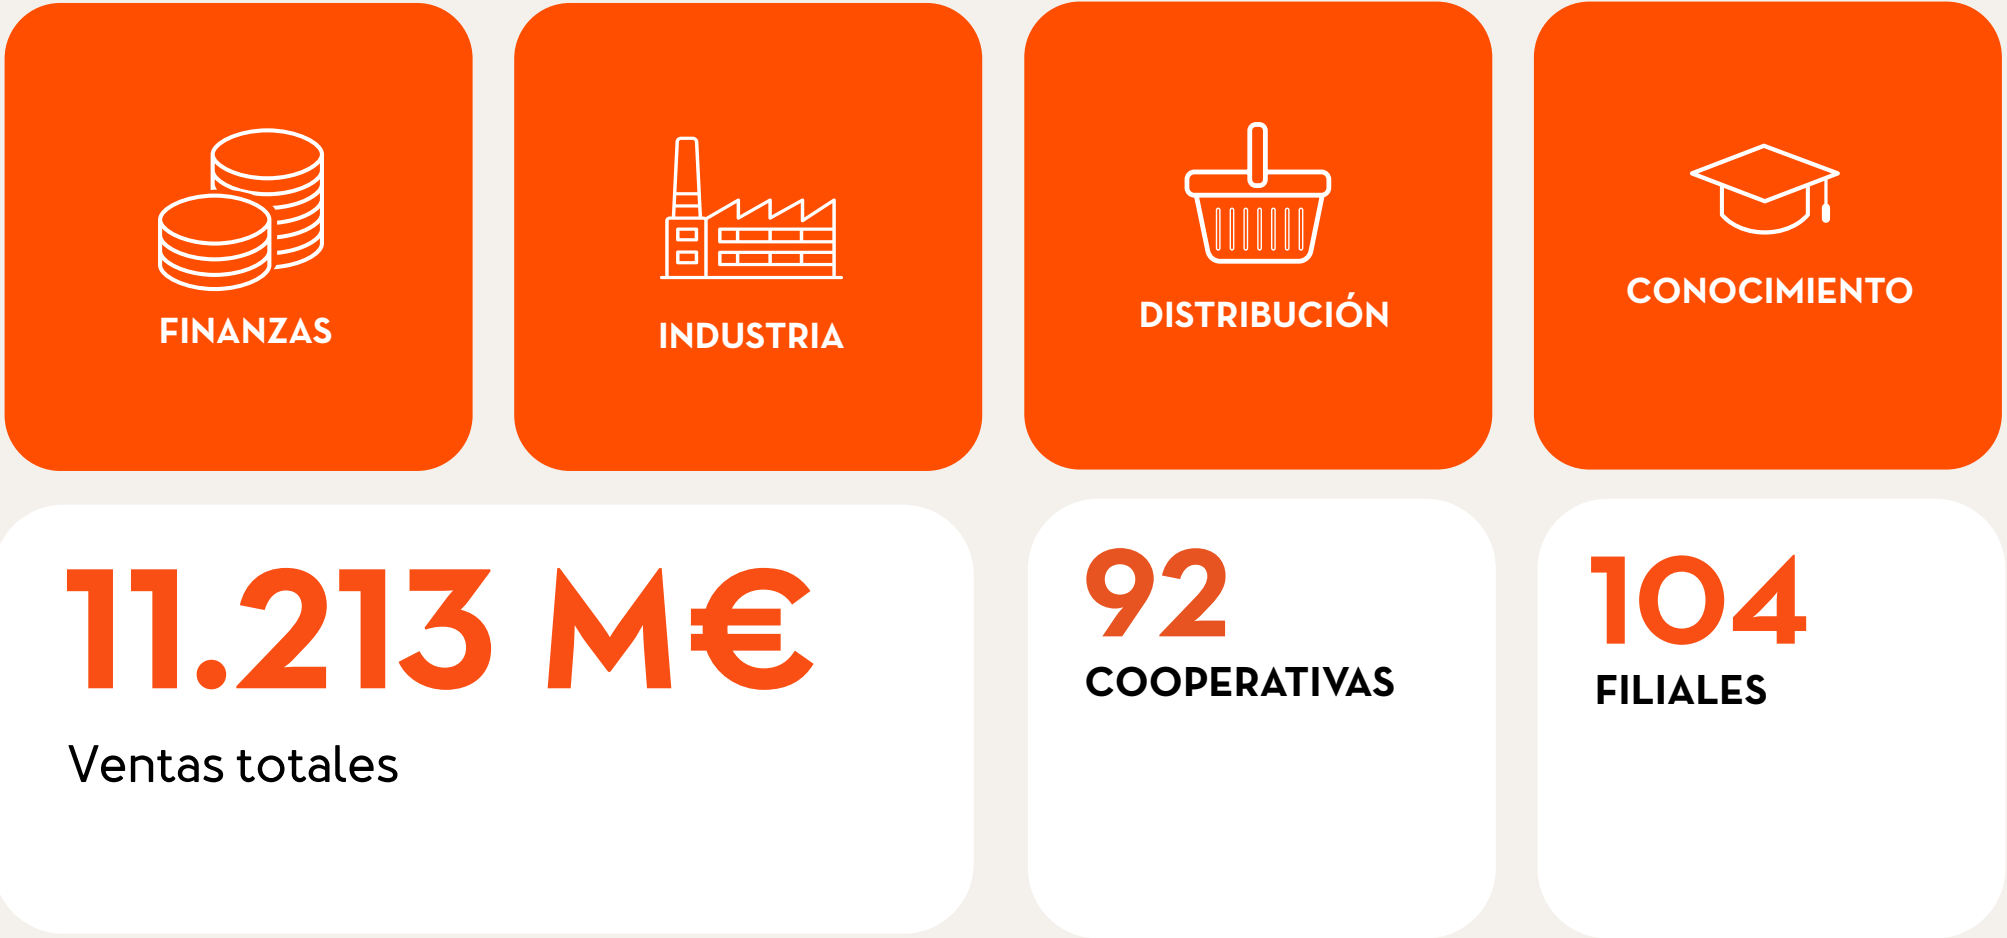 FINANZAS
INDUSTRIA
DISTRIBUCIÓN
CONOCIMIENTO
11.213 M€
Ventas totales
92
COOPERATIVAS
104
FILIALES